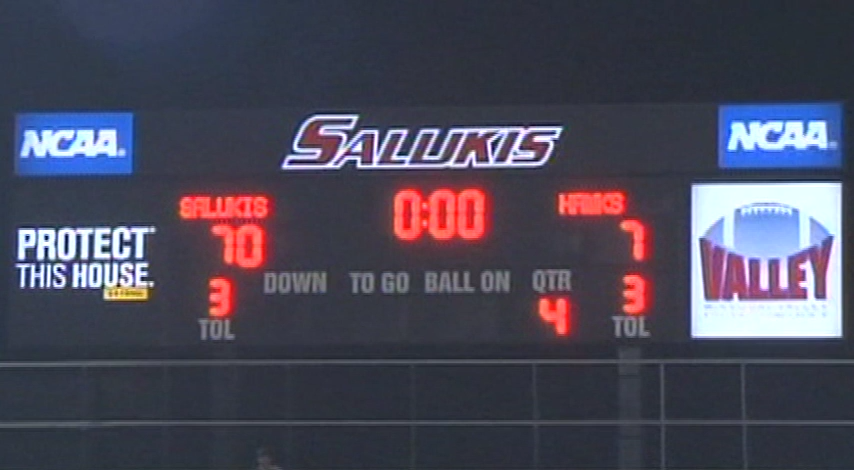 NCAA.
SALUKIS
NCAA.
SALUKIS
0:00
HAWKS
70
7
PROTECT
THIS HOUSE.
DOWN TO GO BALL ON QTR
3
4
3
TOL
TOL
VALLEY